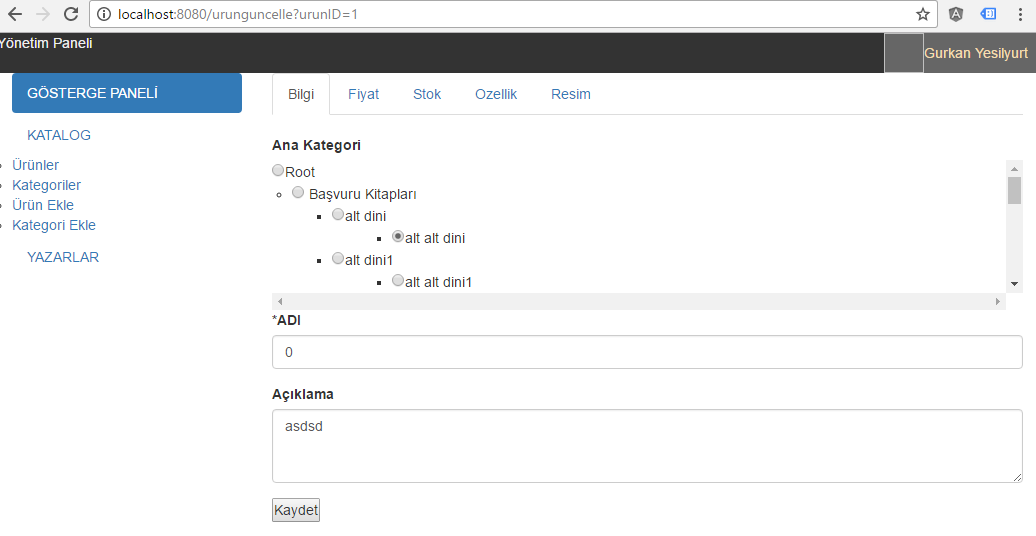 localhost:8080/urunguncelle?urunID=1
Yönetim Paneli
Gurkan Yesilyurt
GÖSTERGE PANELİ
KATALOG
Ürünler
Kategoriler
Ürün Ekle
Kategori Ekle
YAZARLAR
Bilgi Fiyat Stok Ozellik Resim
Ana Kategori
Root
Başvuru Kitapları
alt dini
alt alt dini
alt dini1
alt alt dini1
*ADI
0
Açıklama
asdsd
Kaydet